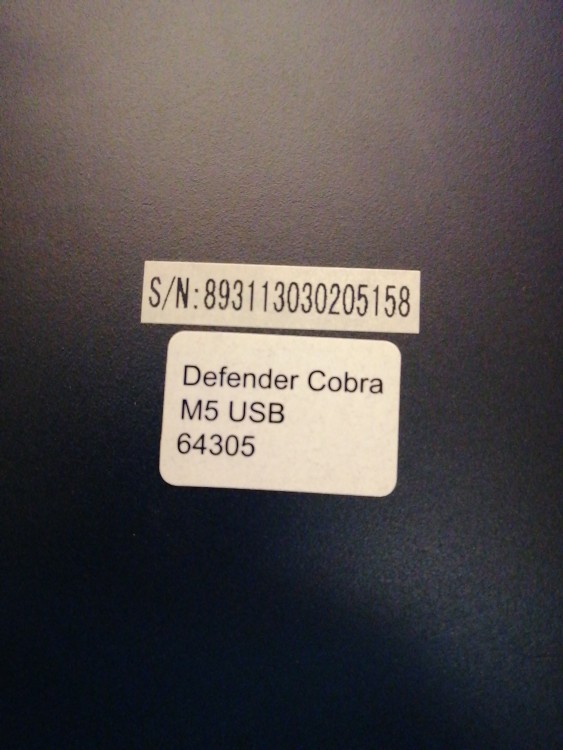 S/N:893113030205158
Defender Cobra
M5 USB
64305